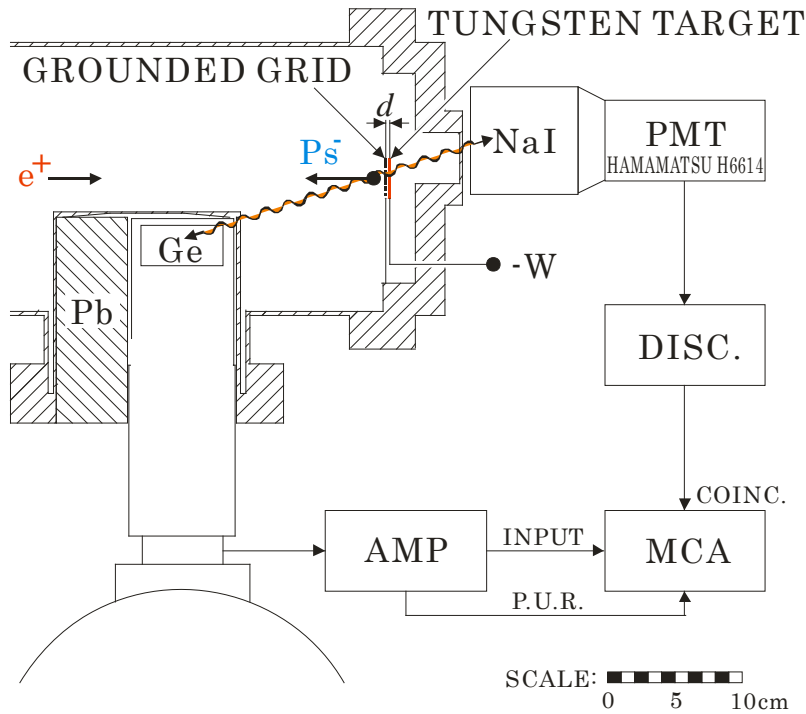 TUNGSTEN TARGET
GROUNDED GRID
d
e+
Ps-
NaI
PMT
HAMAMATSU H6614
Ge
-W
Pb
DISC.
COINC.
AMP
INPUT
MCA
P.U.R.
SCALE:
0 5 10cm